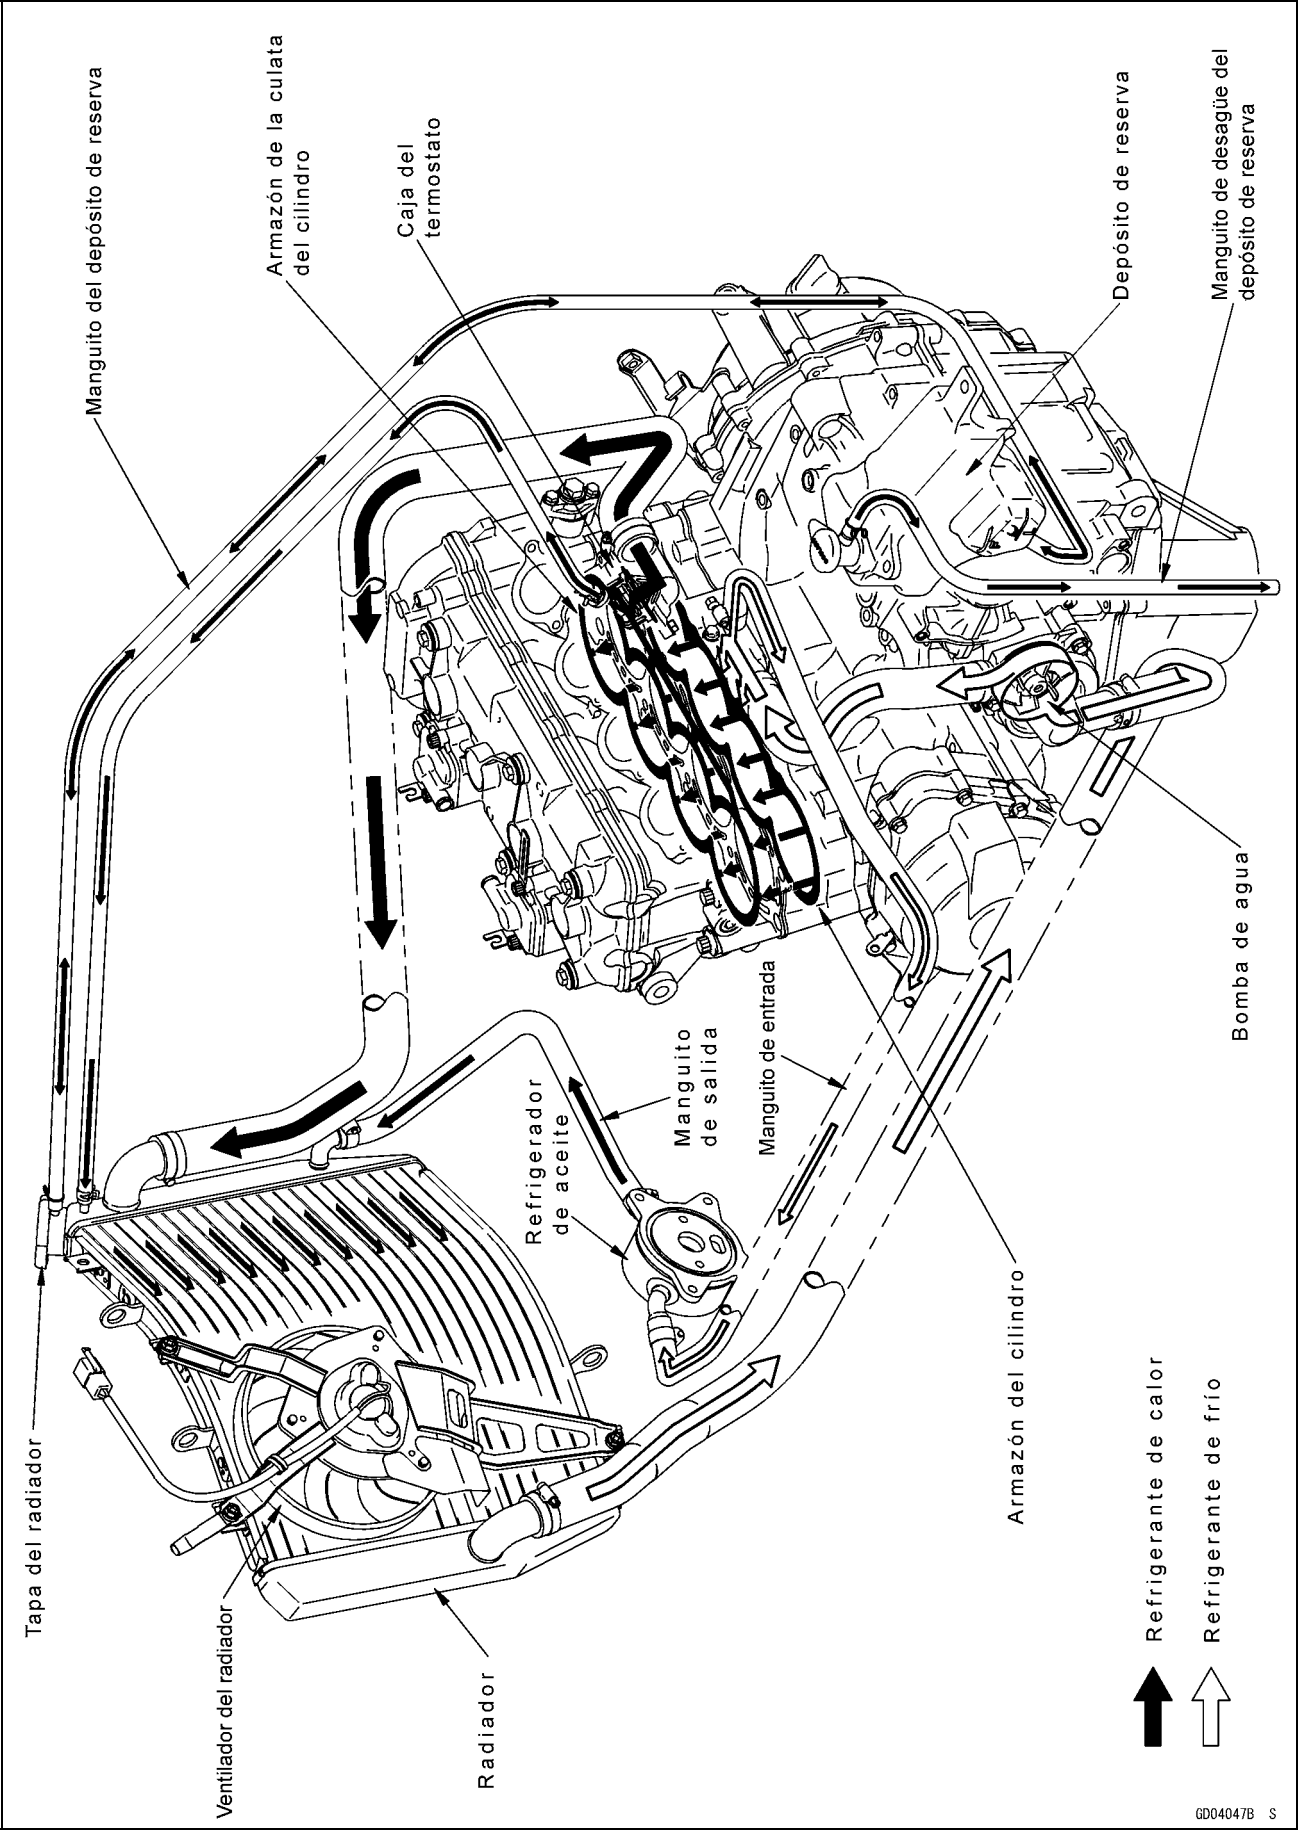 Manguito del depósito de reserva
Armazón de la culata
del cilindro
Caja del
termostato
Depósito de reserva
Manguito de desagüe del
depósito de reserva
Tapa del radiador
Ventilador del radiador
Radiador
Refrigerador
de aceite
Manguito
de salida
Manguito de entrada
Armazón del cilindro
Bomba de agua
Refrigerante de calor
Refrigerante de frío
GD04047B S